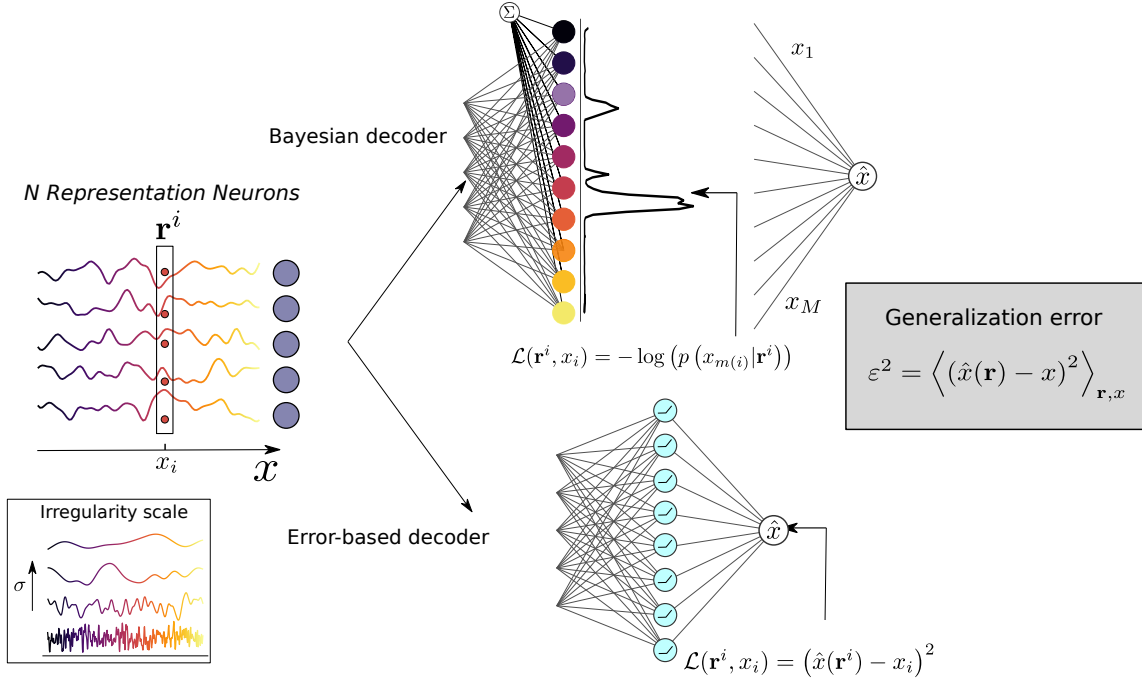 Σ
x_1
Bayesian decoder
x̂
N Representation Neurons
r^i
x_M
Generalization error
ℒ(r^i, x_i) = − log (p (x_{m(i)}|r^i))
ε^2 = ⟨(x̂(r) − x)^2⟩_{r,x}
x_i
x
Irregularity scale
Error-based decoder
x̂
σ
ℒ(r^i, x_i) = (x̂(r^i) − x_i)^2